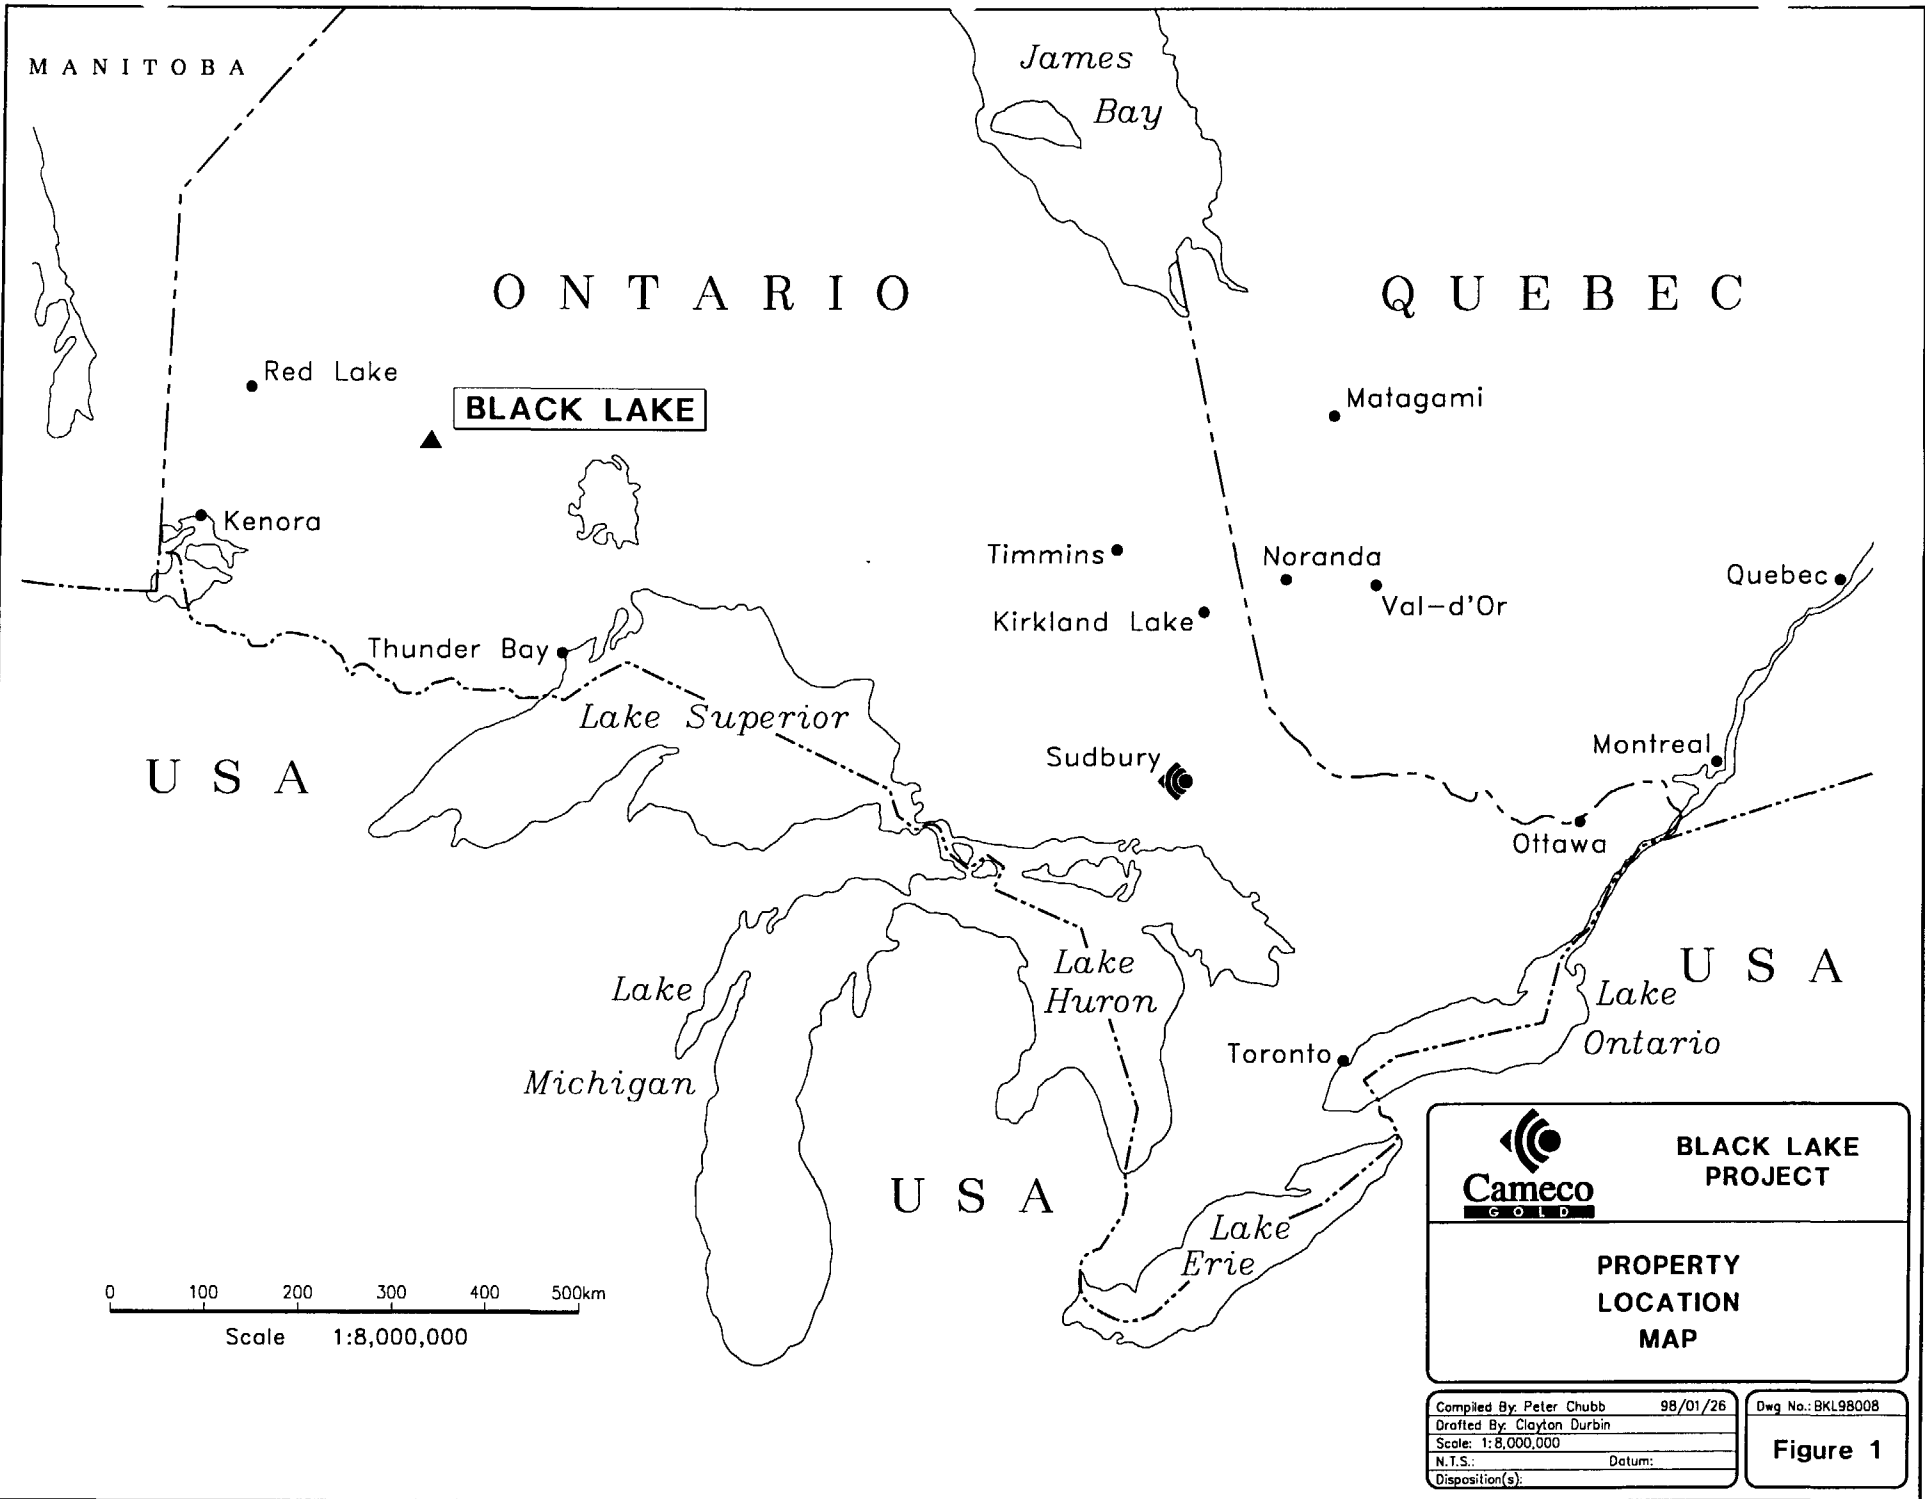 MANITOBA
James
Bay
ONTARIO
QUEBEC
Red Lake
BLACK LAKE
Matagami
Kenora
Timmins
Noranda
Quebec
Val-d'Or
Kirkland Lake
Thunder Bay
Lake Superior
Montreal
Sudbury
USA
Ottawa
Lake
Huron
USA
Lake
Michigan
Lake
Ontario
Toronto
USA
Lake
Erie
Cameco
GOLD
BLACK LAKE
PROJECT
PROPERTY
LOCATION
MAP
0 100 200 300 400 500km
Scale 1:8,000,000
Compiled By: Peter Chubb 98/01/26
Drafted By: Clayton Durbin
Scale: 1:8,000,000
N.T.S.: Datum:
Disposition(s):
Dwg No.: BKL98008
Figure 1